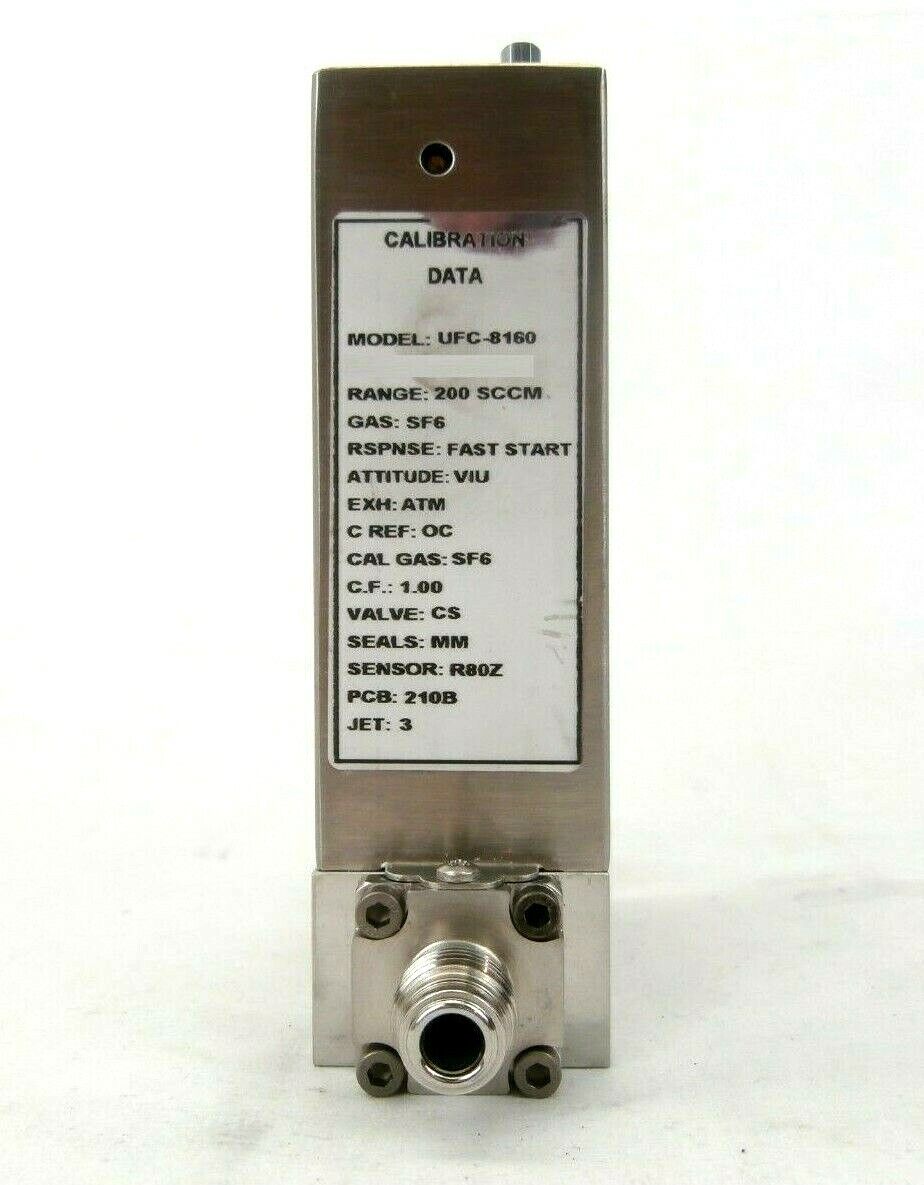 CALIBRATION
DATA
MODEL: UFC-8160
RANGE: 200 SCCM
GAS: SF6
RSPNSE: FAST START
ATTITUDE: VIU
EXH: ATM
C REF: OC
CAL GAS: SF6
C.F.: 1.00
VALVE: CS
SEALS: MM
SENSOR: R80Z
PCB: 210B
JET: 3